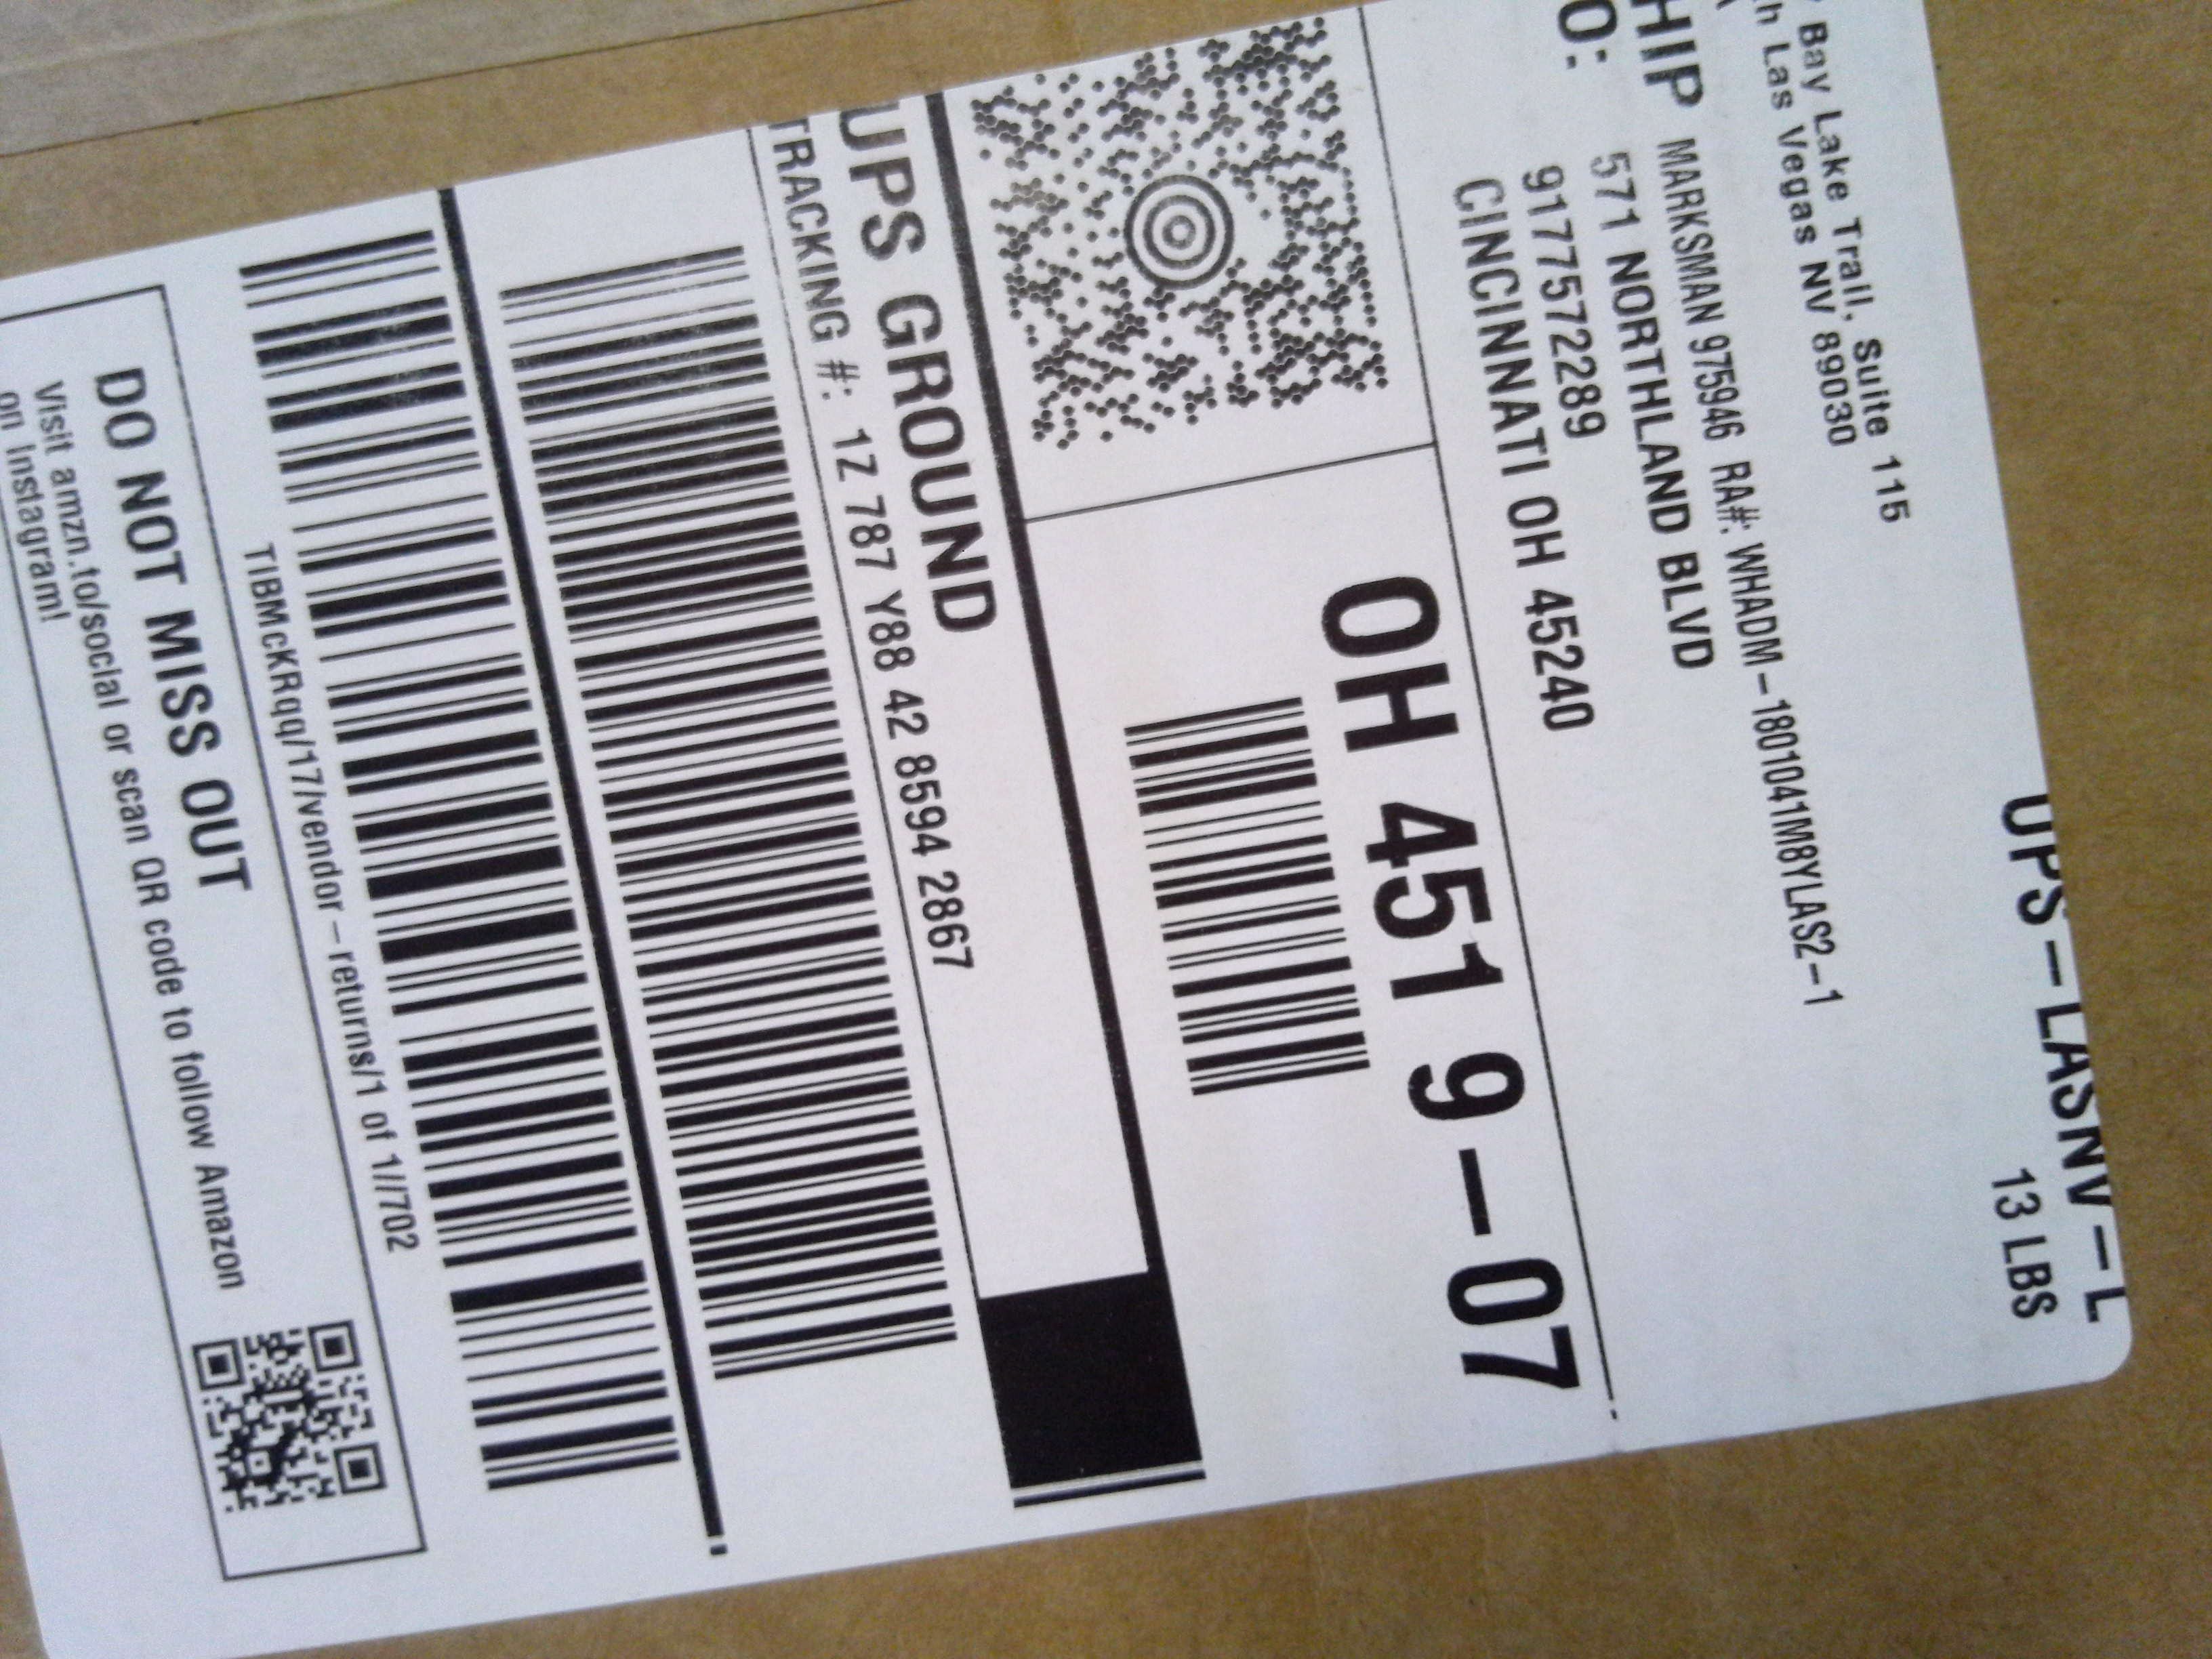 UPS-LASNV-L
13 LBS
Bay Lake Trail, Suite 115
Las Vegas NV 89030
MARKSMAN 975946 RA#: WHADM-1801041M8YLAS2-1
571 NORTHLAND BLVD
9177572289
CINCINNATI OH 45240
OH 451 9-07
UPS GROUND
TRACKING #: 1Z 787 Y88 42 8594 2867
TIBMcKRqq/17/vendor-returns/1 of 1//702
DO NOT MISS OUT
Visit amzn.to/social or scan QR code to follow Amazon
on Instagram!